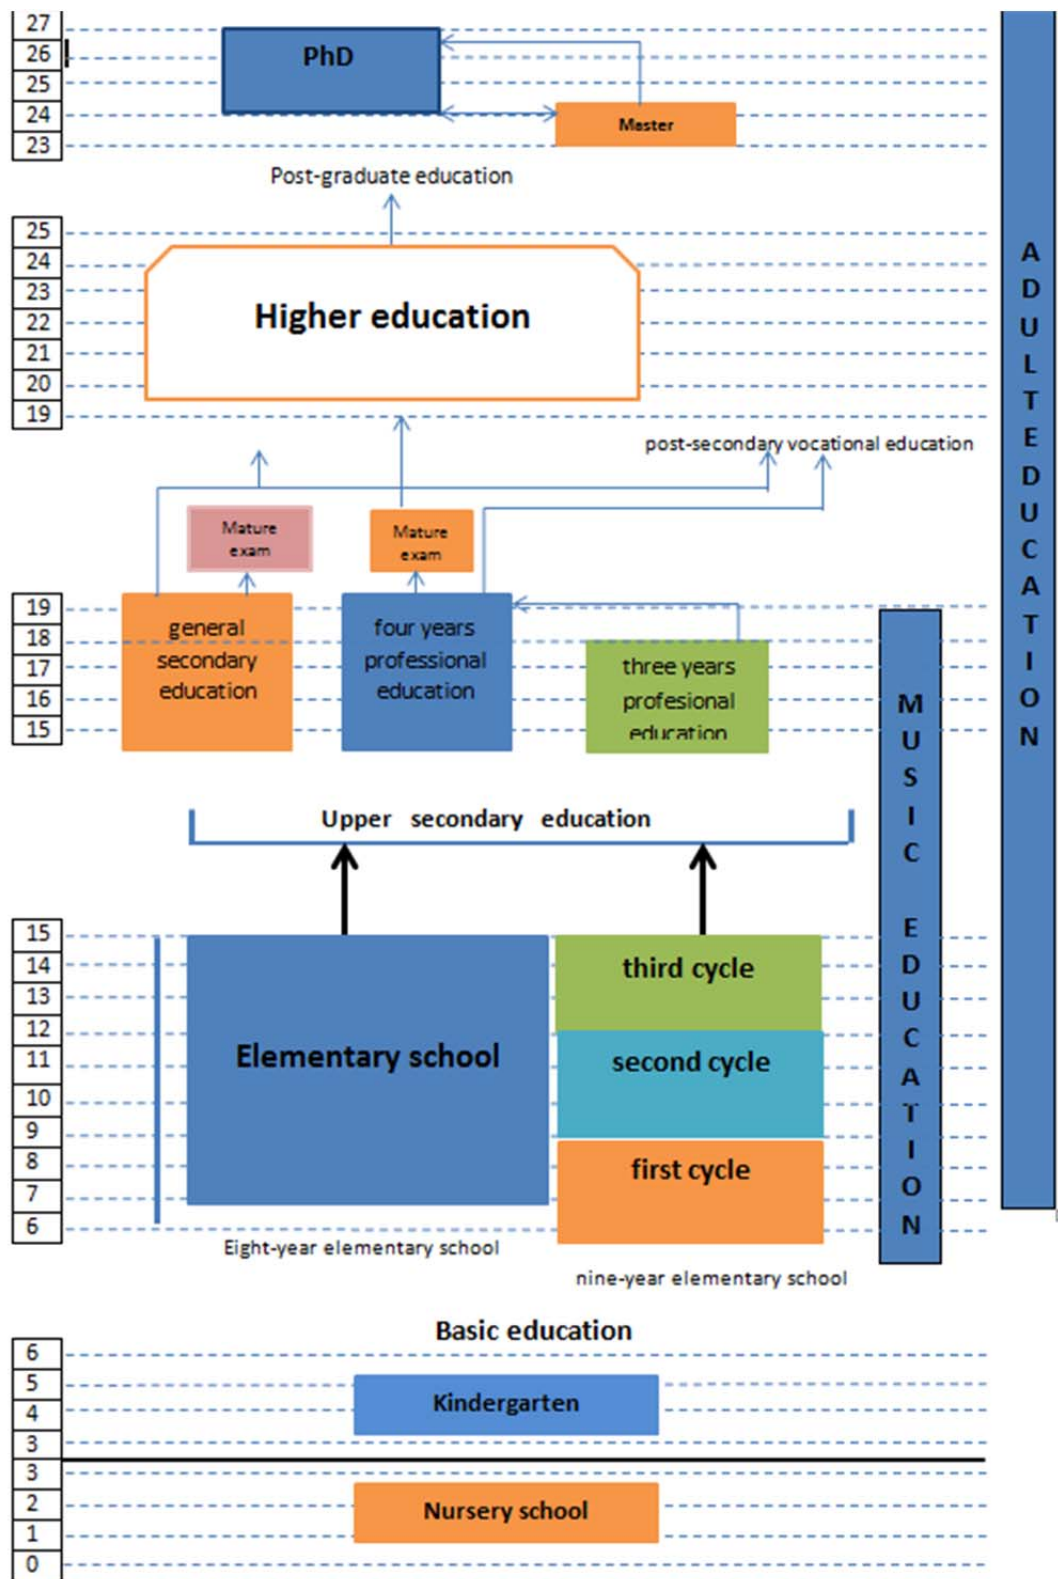 27
26
25
24
23
PhD
Master
Post-graduate education
25
24
23
22
21
20
19
Higher education
post-secondary vocational education
Mature
exam
Mature
exam
19
18
17
16
15
general
secondary
education
four years
professional
education
three years
profesional
education
Upper secondary education
15
14
13
12
11
10
9
8
7
6
Elementary school
third cycle
second cycle
first cycle
Eight-year elementary school
nine-year elementary school
Basic education
6
5
4
3
3
2
1
0
Kindergarten
Nursery school
MUSIC EDUCATION
ADULTEDUCATION